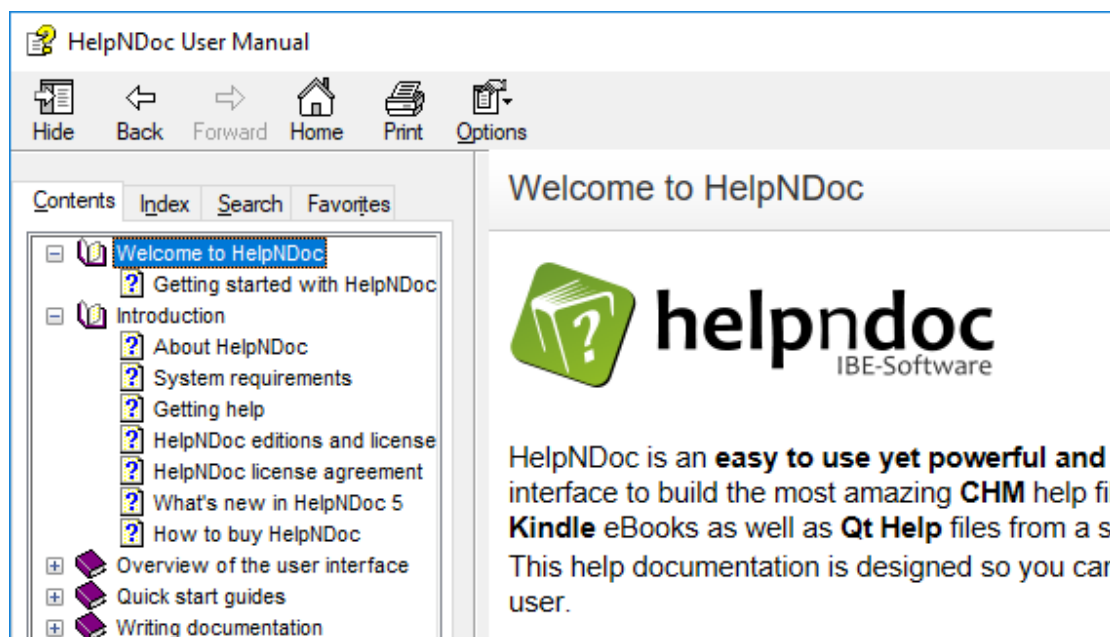 HelpNDoc User Manual
Hide Back Forward Home Print Options
Contents Index Search Favorites
Welcome to HelpNDoc
Getting started with HelpNDoc
Introduction
About HelpNDoc
System requirements
Getting help
HelpNDoc editions and license
HelpNDoc license agreement
What's new in HelpNDoc 5
How to buy HelpNDoc
Overview of the user interface
Quick start guides
Writing documentation
Welcome to HelpNDoc
helpndoc
IBE-Software
HelpNDoc is an easy to use yet powerful and
interface to build the most amazing CHM help
Kindle eBooks as well as Qt Help files from a
This help documentation is designed so you
user.